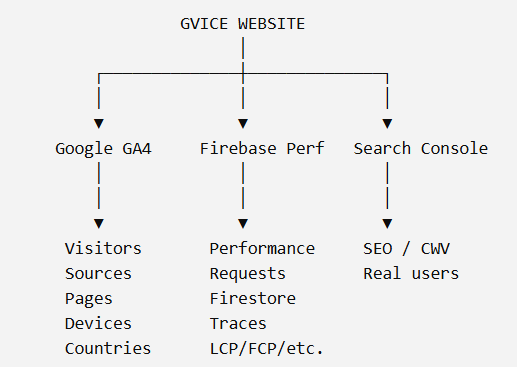 GVICE WEBSITE
Google GA4 Firebase Perf Search Console
Visitors Performance SEO / CWV
Sources Requests Real users
Pages Firestore
Devices Traces
Countries LCP/FCP/etc.